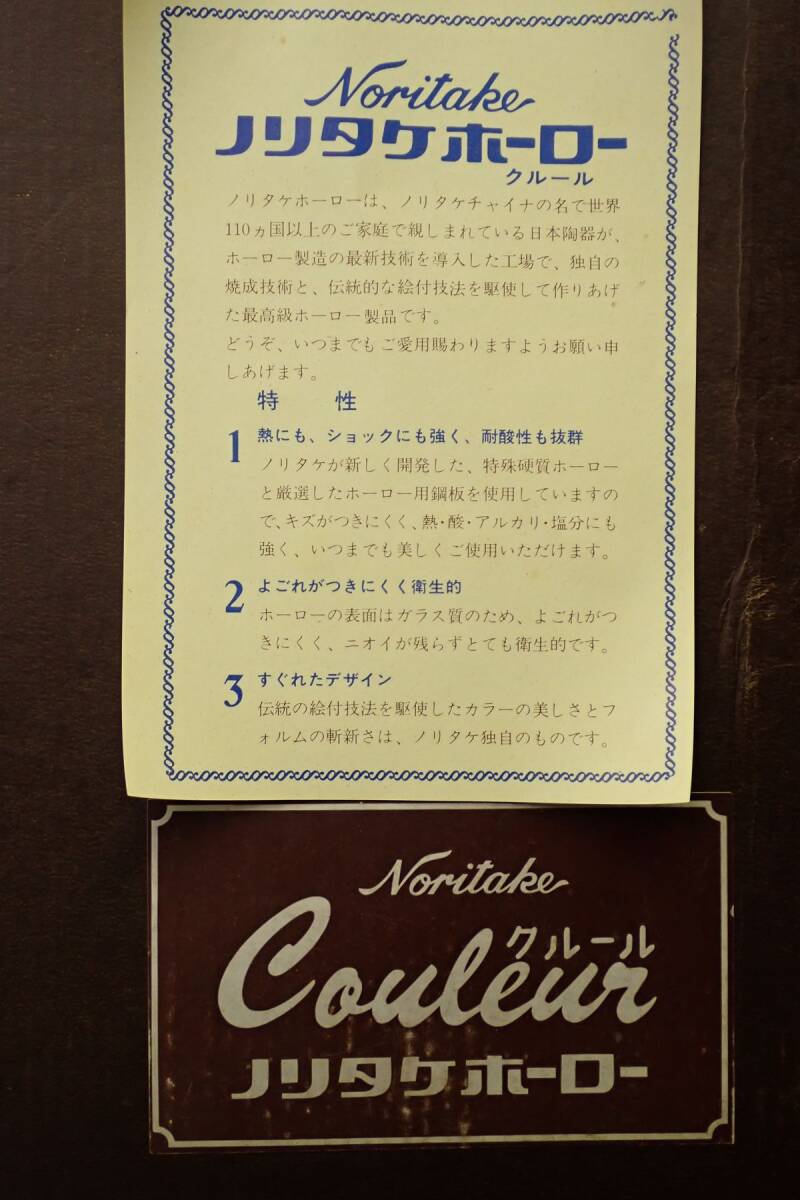 Noritake
ノリタケホーロー
クルール
ノリタケホーローは、ノリタケチャイナの名で世界
110ヵ国以上のご家庭で親しまれている日本陶器が、
ホーロー製造の最新技術を導入した工場で、独自の
焼成技術と、伝統的な絵付技法を駆使して作りあげ
た最高級ホーロー製品です。
どうぞ、いつまでもご愛用賜わりますようお願い申
しあげます。
特 性
1 熱にも、ショックにも強く、耐酸性も抜群
ノリタケが新しく開発した、特殊硬質ホーロー
と厳選したホーロー用鋼板を使用していますの
で、キズがつきにくく、熱・酸・アルカリ・塩分にも
強く、いつまでも美しくご使用いただけます。
2 よごれがつきにくく衛生的
ホーローの表面はガラス質のため、よごれがつ
きにくく、ニオイが残らずとても衛生的です。
3 すぐれたデザイン
伝統の絵付技法を駆使したカラーの美しさとフ
ォルムの斬新さは、ノリタケ独自のものです。
Noritake
クルール
Couleur
ノリタケホーロー